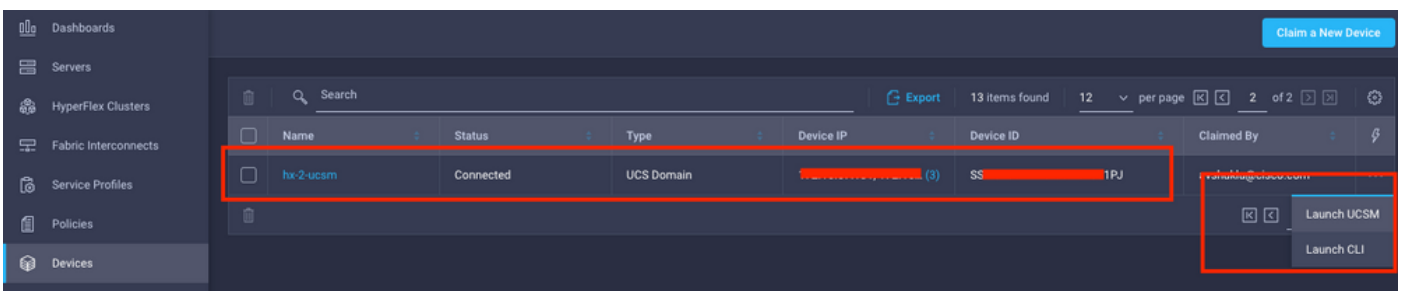 Dashboards
Claim a New Device
Servers
HyperFlex Clusters
Search Export 13 items found 12 per page 2 of 2
Name Status Type Device IP Device ID Claimed By
Fabric Interconnects
hx-2-ucsm Connected UCS Domain (3) SS 1PJ
Service Profiles
Policies
Launch UCSM
Devices
Launch CLI